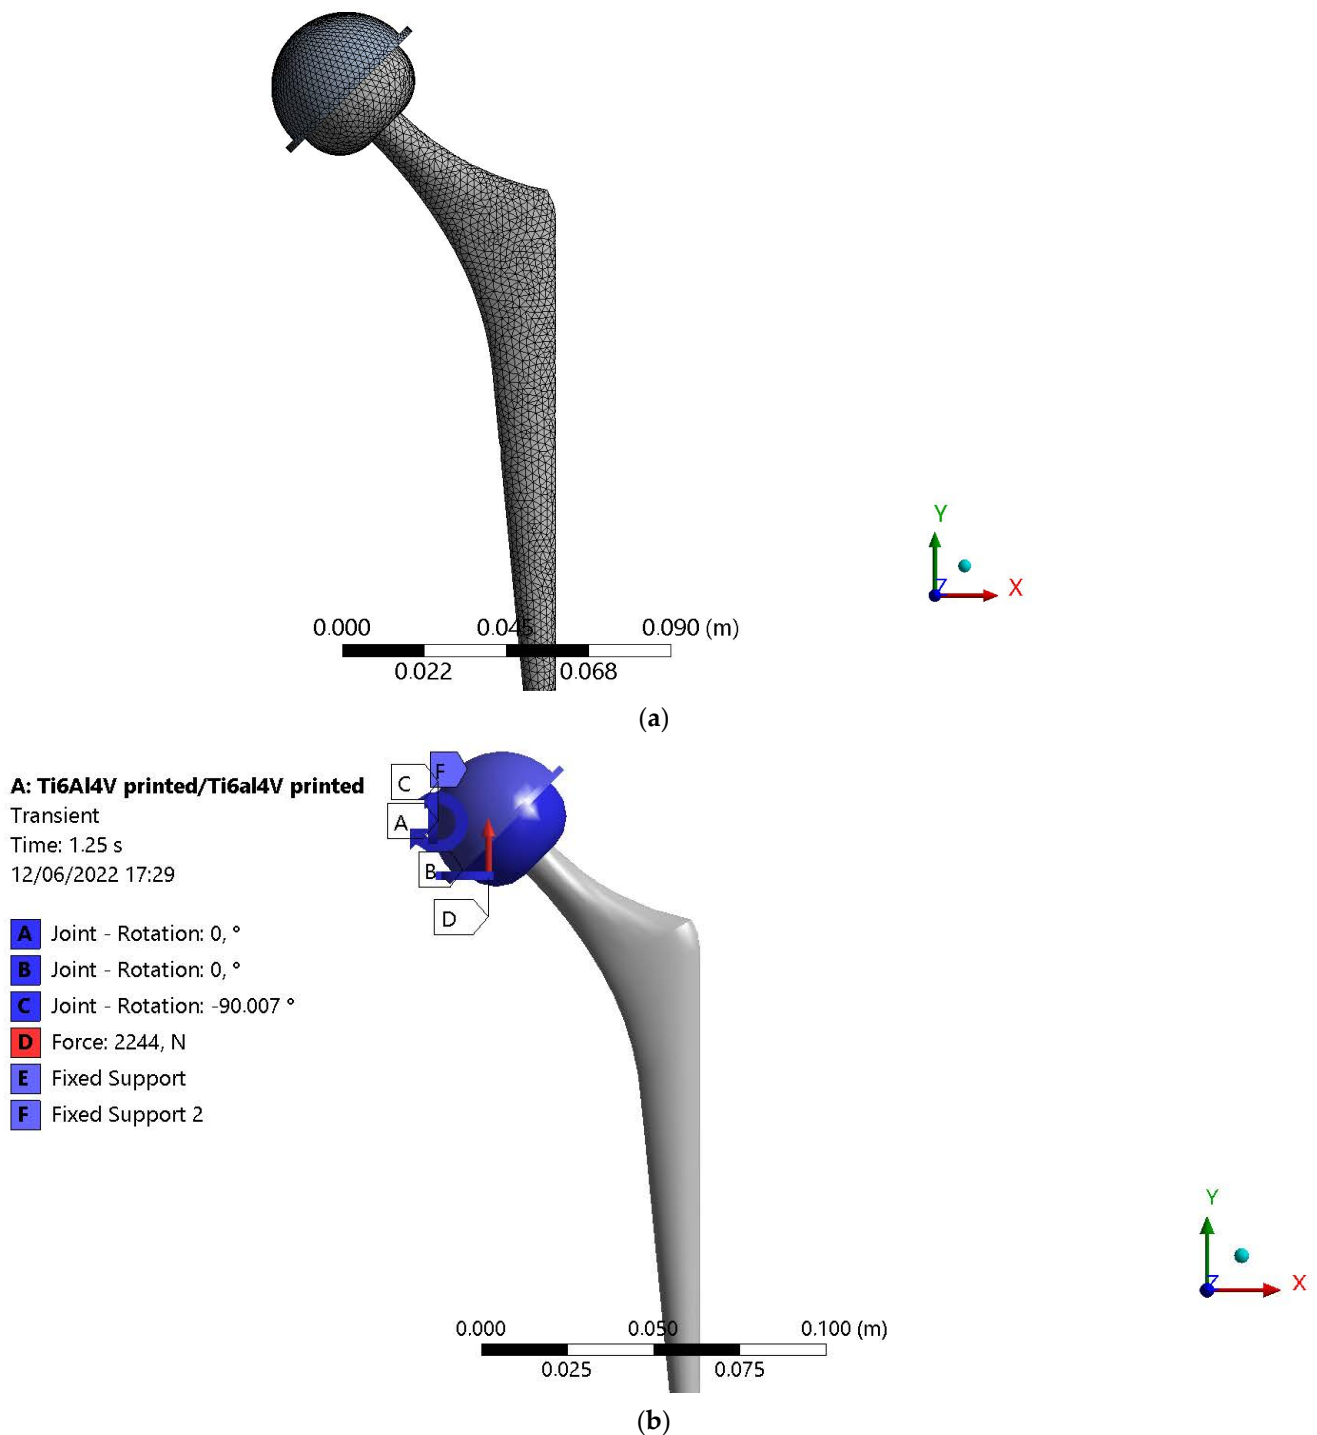 Y
Z X
0.000 0.045 0.090 (m)
0.022 0.068
(a)
A: Ti6Al4V printed/Ti6al4V printed
Transient
Time: 1.25 s
12/06/2022 17:29
C F
A
B
D
A Joint - Rotation: 0, °
B Joint - Rotation: 0, °
C Joint - Rotation: -90.007 °
D Force: 2244, N
E Fixed Support
F Fixed Support 2
Y
Z X
0.000 0.050 0.100 (m)
0.025 0.075
(b)